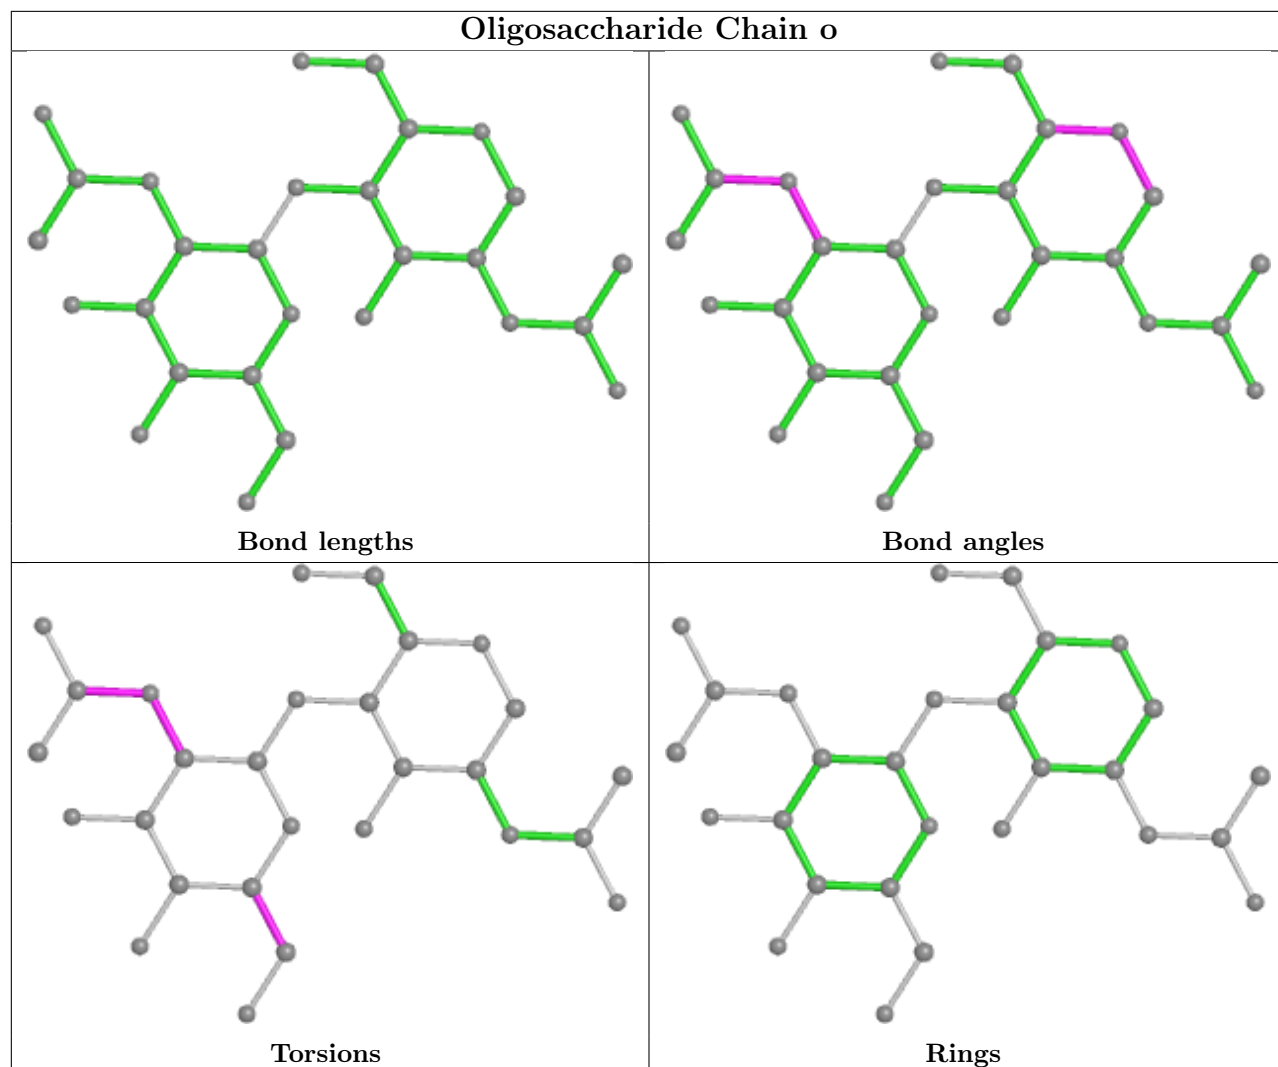 Oligosaccharide Chain o
Bond lengths
Bond angles
Torsions
Rings